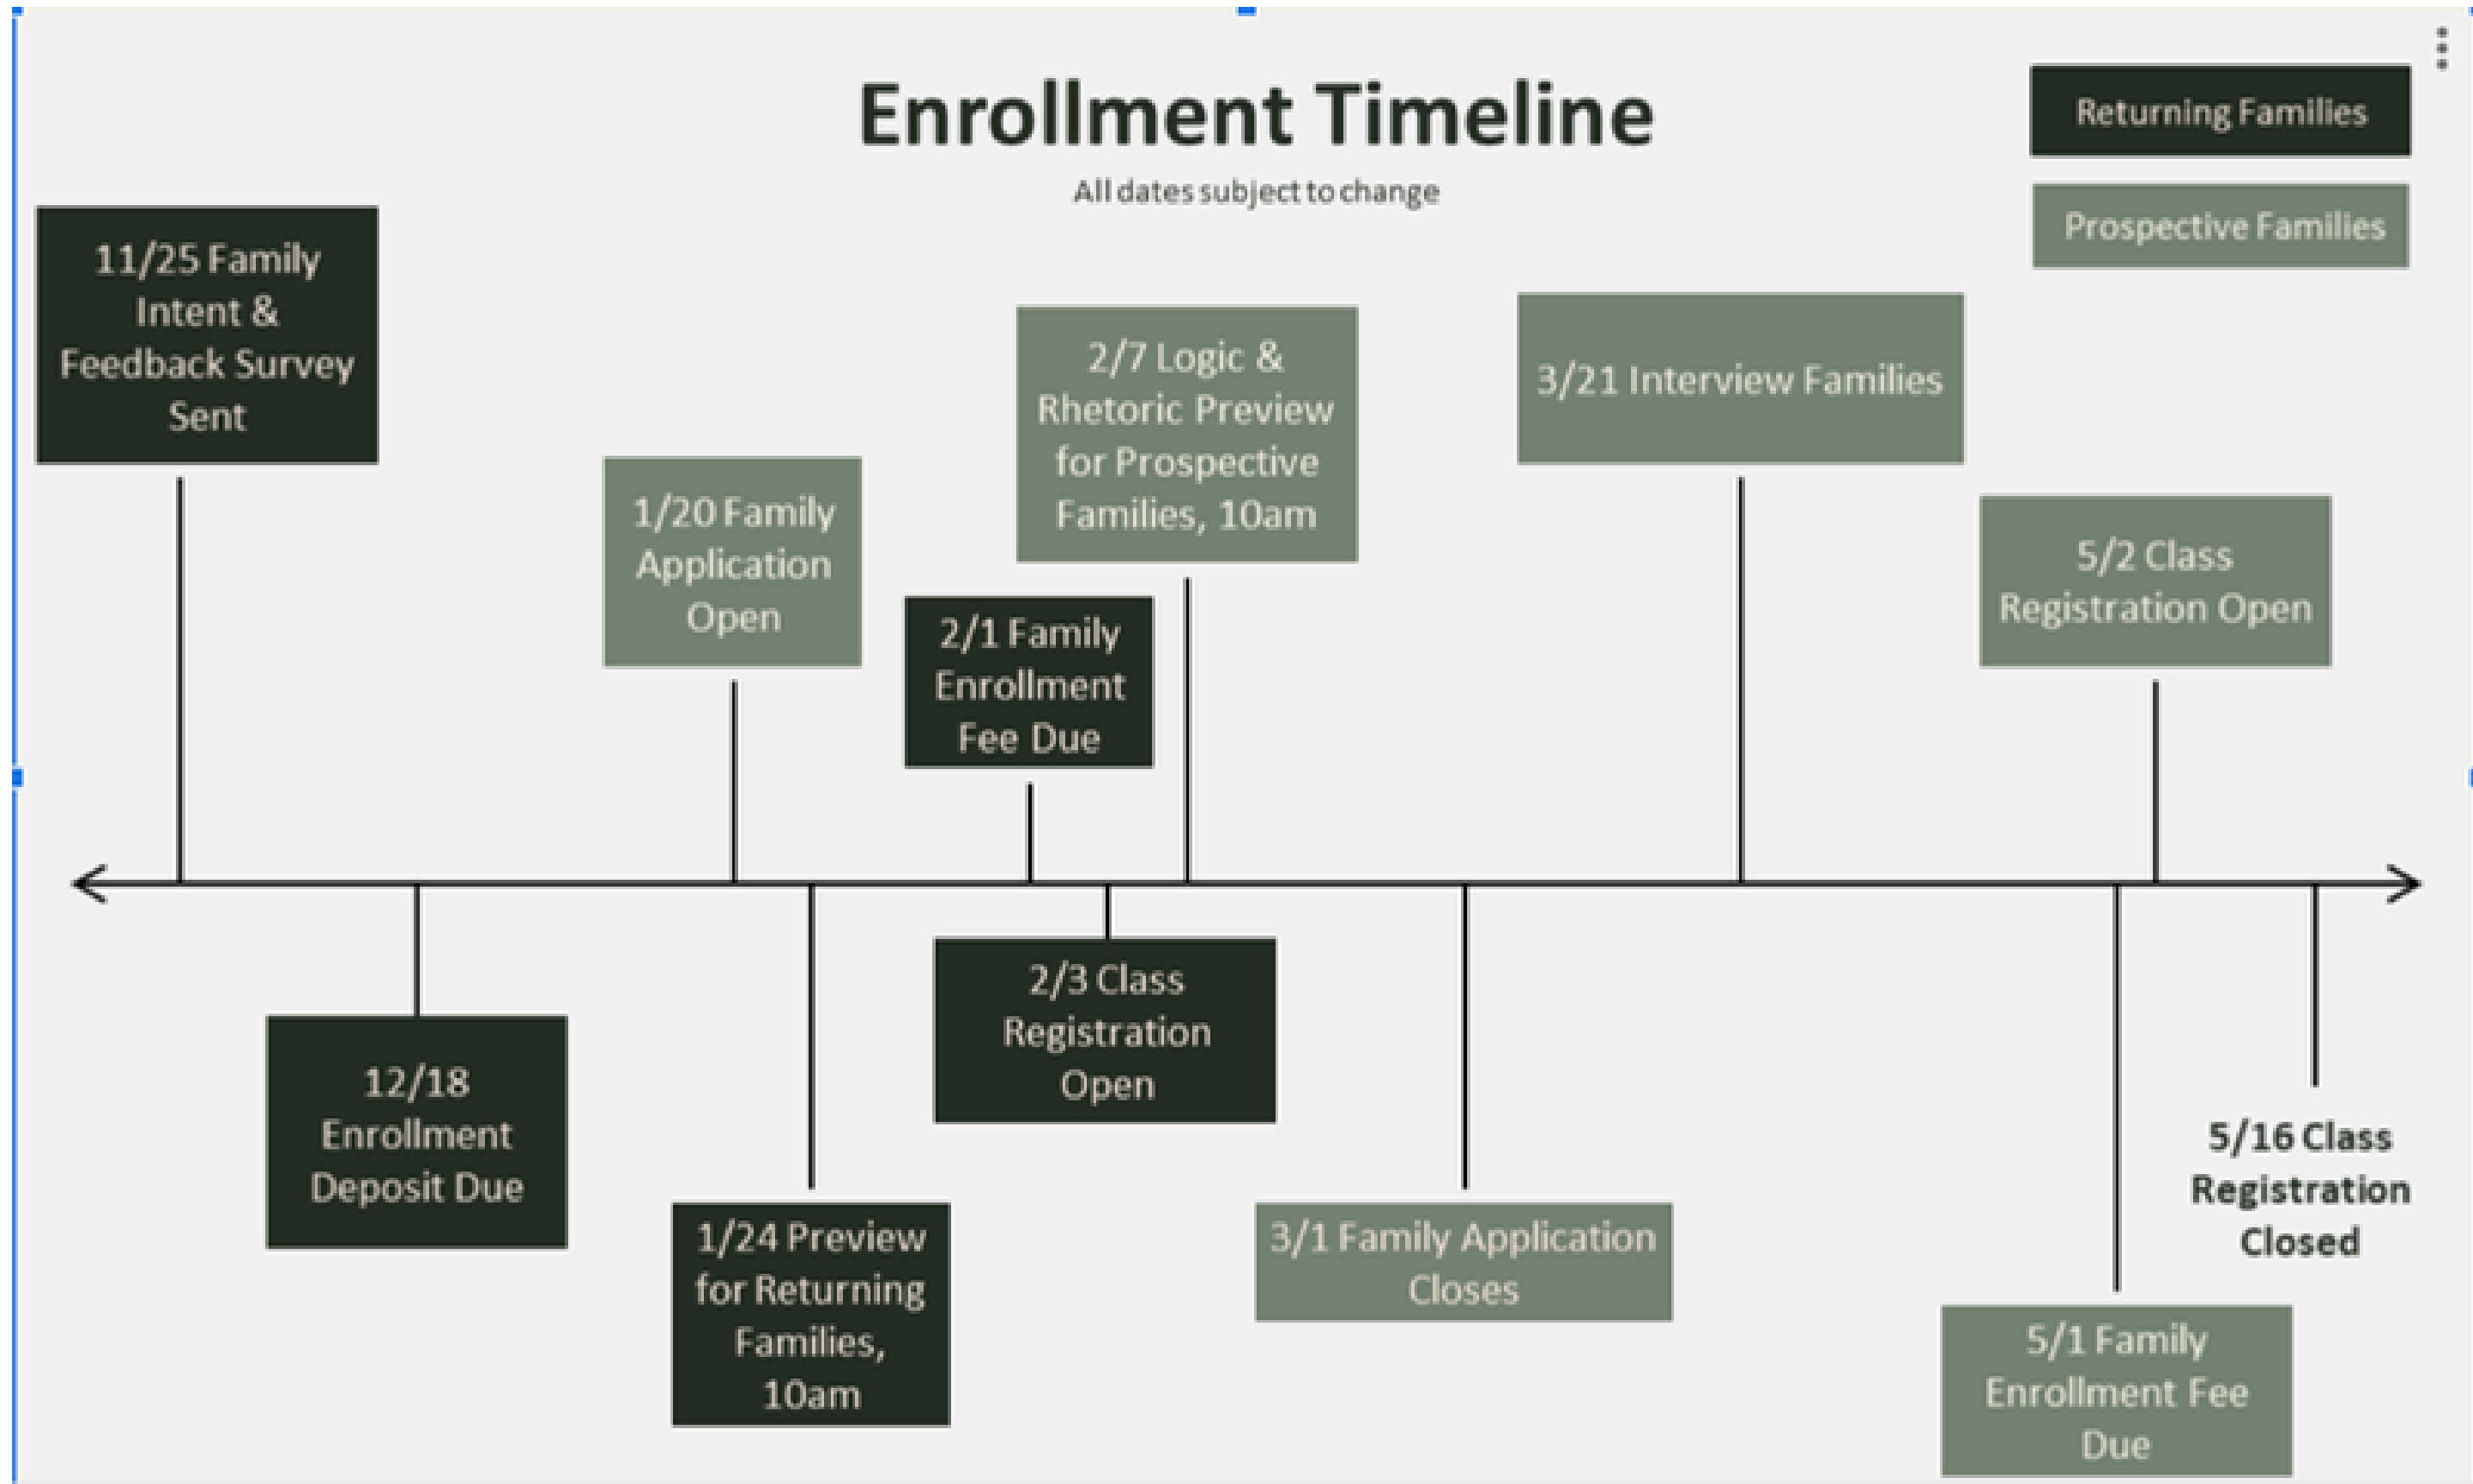 Enrollment Timeline
All dates subject to change
Returning Families
Prospective Families
11/25 Family
Intent &
Feedback Survey
Sent
1/20 Family
Application
Open
2/1 Family
Enrollment
Fee Due
2/7 Logic &
Rhetoric Preview
for Prospective
Families, 10am
3/21 Interview Families
5/2 Class
Registration Open
12/18
Enrollment
Deposit Due
1/24 Preview
for Returning
Families,
10am
2/3 Class
Registration
Open
3/1 Family Application
Closes
5/1 Family
Enrollment Fee
Due
5/16 Class
Registration
Closed